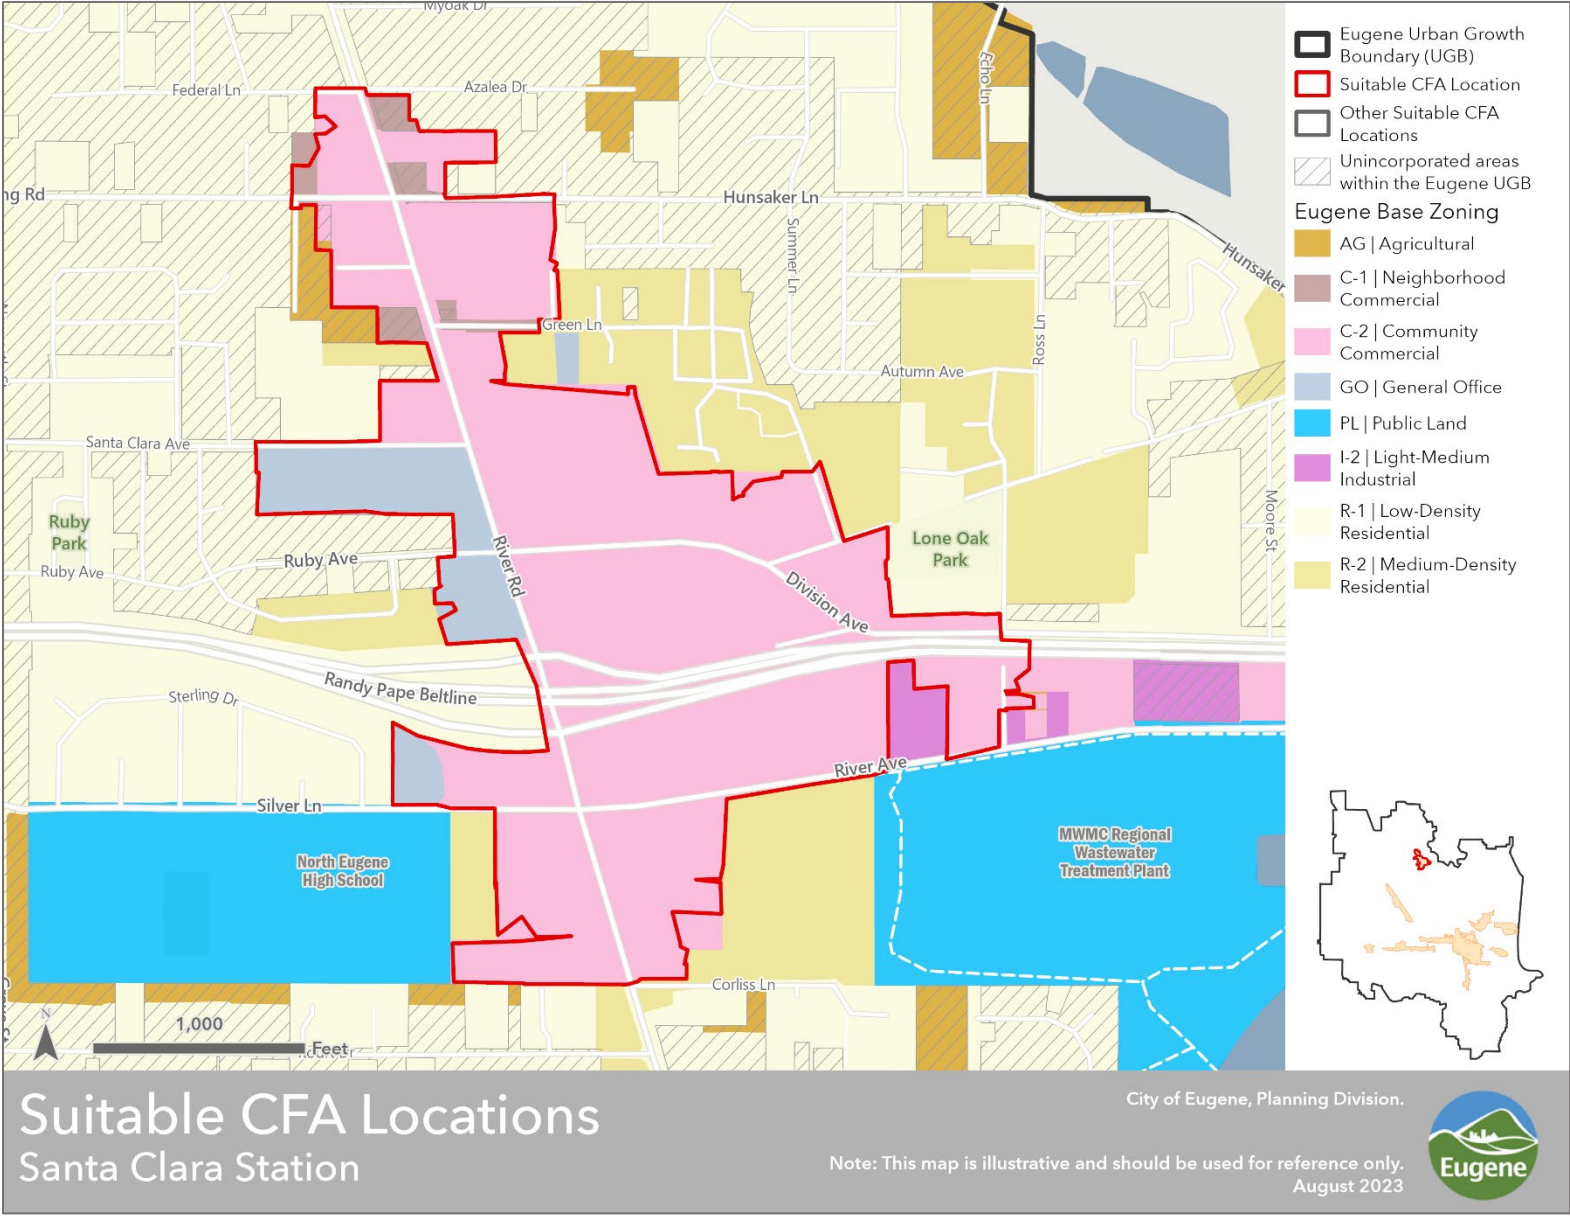 Myoak Dr
Federal Ln
Azalea Dr
Echo Ln
ng Rd
Hunsaker Ln
Summer Ln
Hunsaker
Green Ln
Ross Ln
Autumn Ave
Santa Clara Ave
Moore St
Ruby
Park
Ruby Ave
Ruby Ave
River Rd
Lone Oak
Park
Division Ave
Randy Pape Beltline
Sterling Dr
River Ave
Silver Ln
North Eugene
High School
MWMC Regional
Wastewater
Treatment Plant
Corliss Ln
N
1,000
Feet
Eugene Urban Growth
Boundary (UGB)
Suitable CFA Location
Other Suitable CFA
Locations
Unincorporated areas
within the Eugene UGB
Eugene Base Zoning
AG | Agricultural
C-1 | Neighborhood
Commercial
C-2 | Community
Commercial
GO | General Office
PL | Public Land
I-2 | Light-Medium
Industrial
R-1 | Low-Density
Residential
R-2 | Medium-Density
Residential
Suitable CFA Locations
Santa Clara Station
City of Eugene, Planning Division.
Note: This map is illustrative and should be used for reference only.
August 2023
Eugene